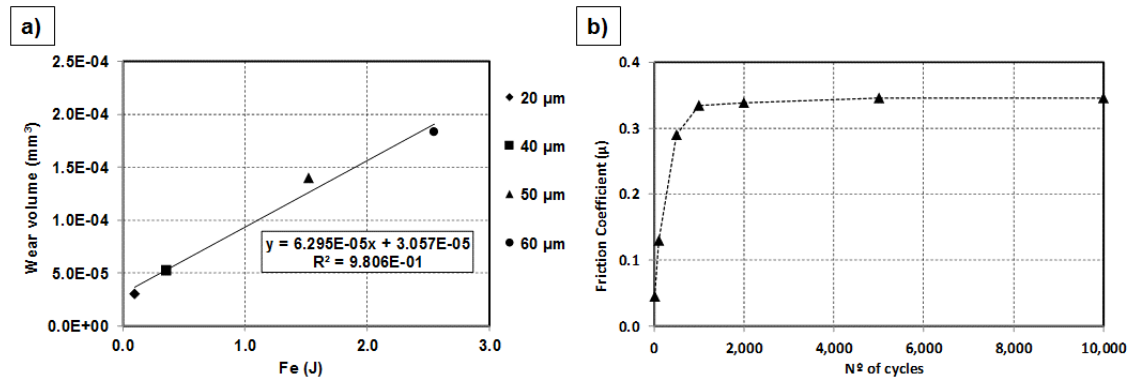 a)
2.5E-04
2.0E-04
1.5E-04
1.0E-04
5.0E-05
0.0E+00
Wear volume (mm³)
0.0 1.0 2.0 3.0
Fe (J)
y = 6.295E-05x + 3.057E-05
R² = 9.806E-01
20 µm
40 µm
50 µm
60 µm
b)
0.4
0.3
0.2
0.1
0.0
Friction Coefficient (µ)
0 2,000 4,000 6,000 8,000 10,000
Nº of cycles